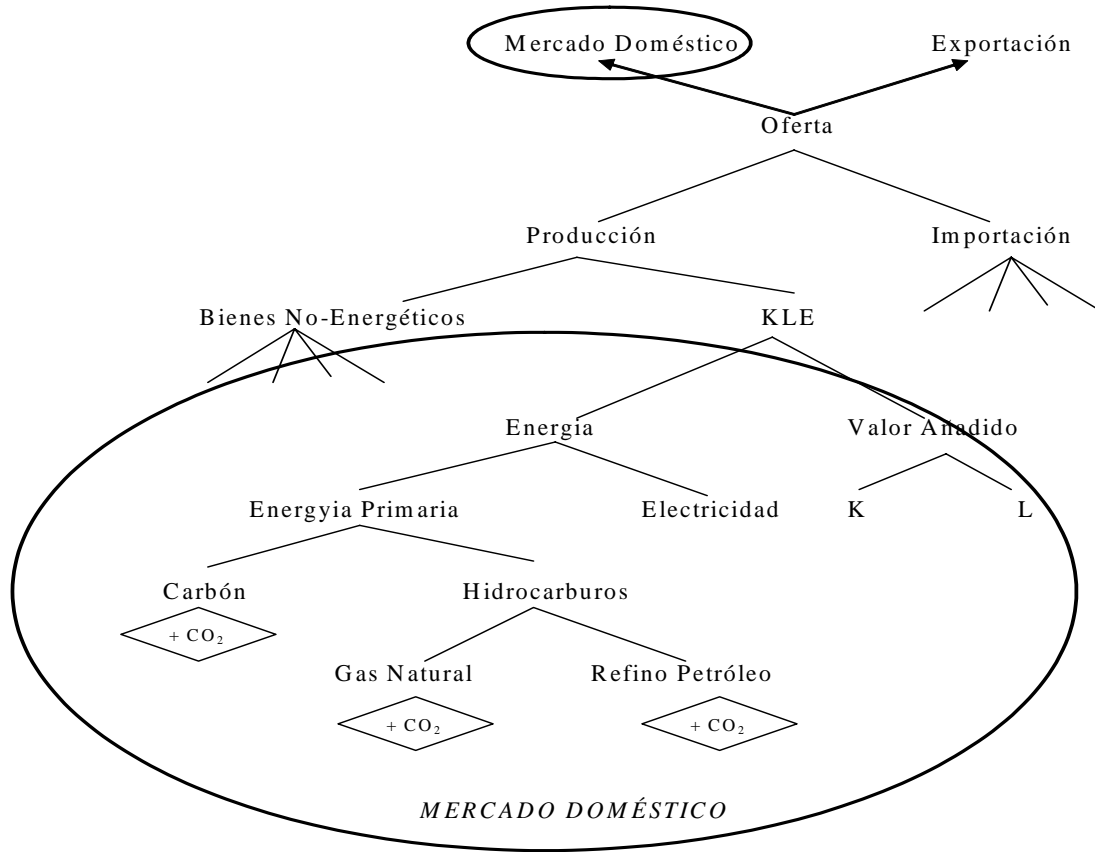 Mercado Doméstico Exportación
Oferta
Producción Importación
Bienes No-Energéticos KLE
Energia Valor Añadido
Energyia Primaria Electricidad K L
Carbón Hidrocarburos
+ CO₂
Gas Natural Refino Petróleo
+ CO₂ + CO₂
MERCADO DOMÉSTICO